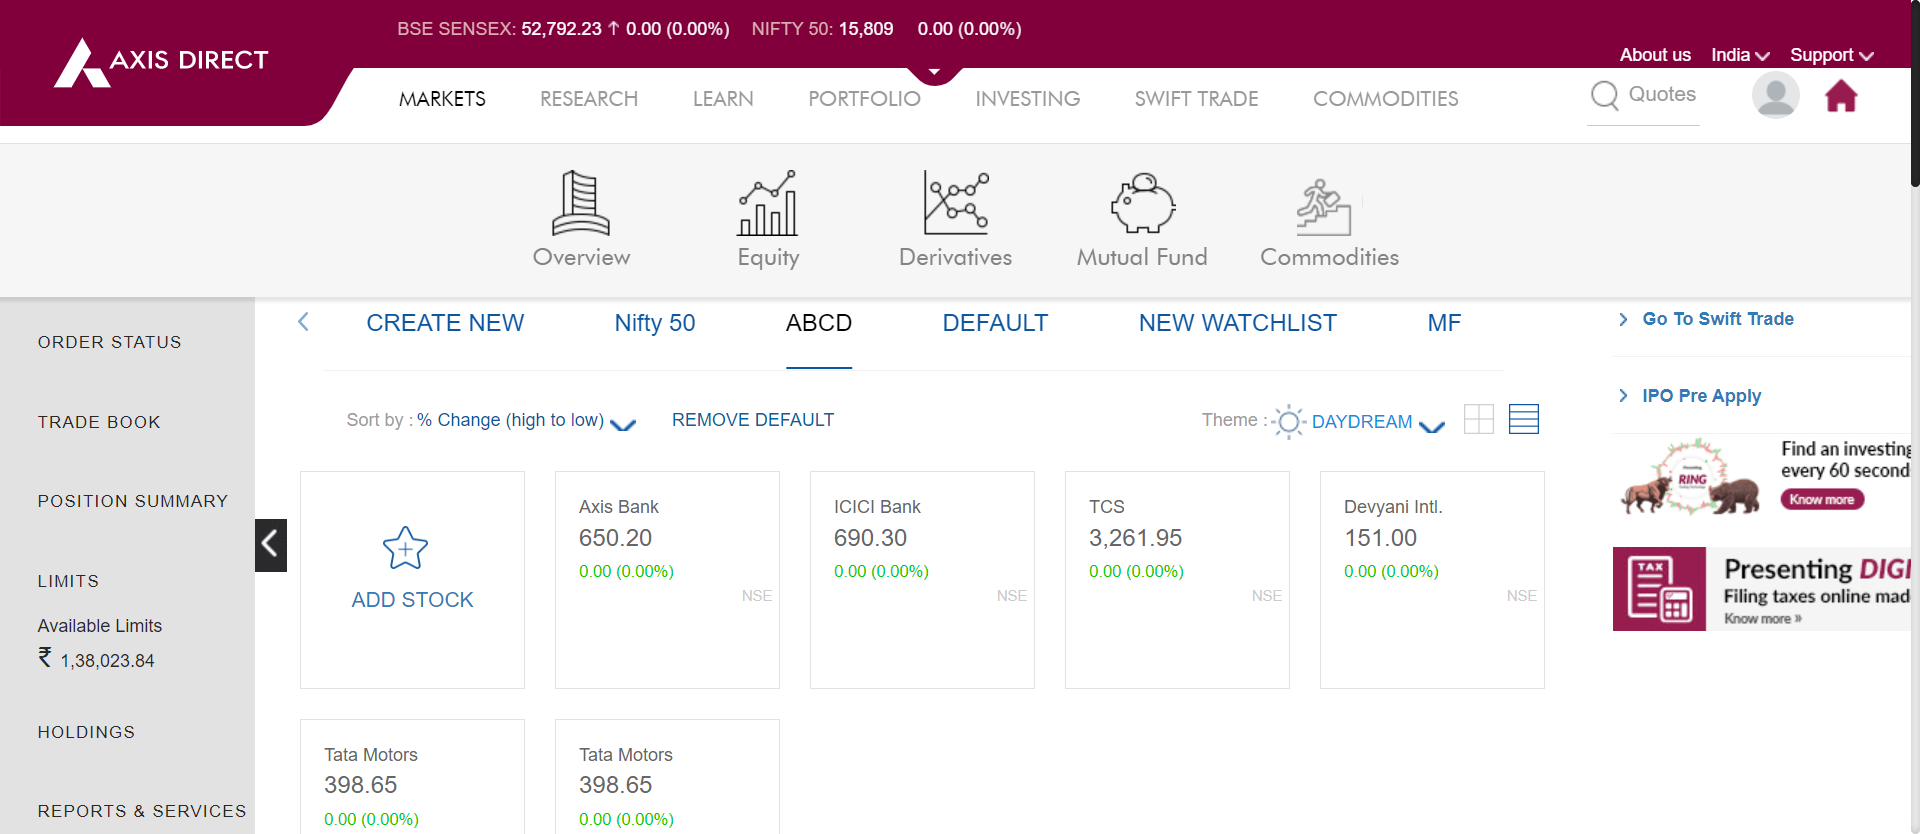 BSE SENSEX: 52,792.23 ↑ 0.00 (0.00%) NIFTY 50: 15,809 0.00 (0.00%)
AXIS DIRECT
About us India Support
MARKETS RESEARCH LEARN PORTFOLIO INVESTING SWIFT TRADE COMMODITIES Quotes
Overview Equity Derivatives Mutual Fund Commodities
ORDER STATUS
TRADE BOOK
POSITION SUMMARY
LIMITS
Available Limits
₹ 1,38,023.84
HOLDINGS
REPORTS & SERVICES
CREATE NEW Nifty 50 ABCD DEFAULT NEW WATCHLIST MF
Sort by : % Change (high to low) REMOVE DEFAULT Theme : DAYDREAM
ADD STOCK
Axis Bank
650.20
0.00 (0.00%)
NSE
ICICI Bank
690.30
0.00 (0.00%)
NSE
TCS
3,261.95
0.00 (0.00%)
NSE
Devyani Intl.
151.00
0.00 (0.00%)
NSE
Tata Motors
398.65
0.00 (0.00%)
Tata Motors
398.65
0.00 (0.00%)
Go To Swift Trade
IPO Pre Apply
RING
Find an investing
every 60 second
Know more
TAX
Presenting DIGI
Filing taxes online mad
Know more »